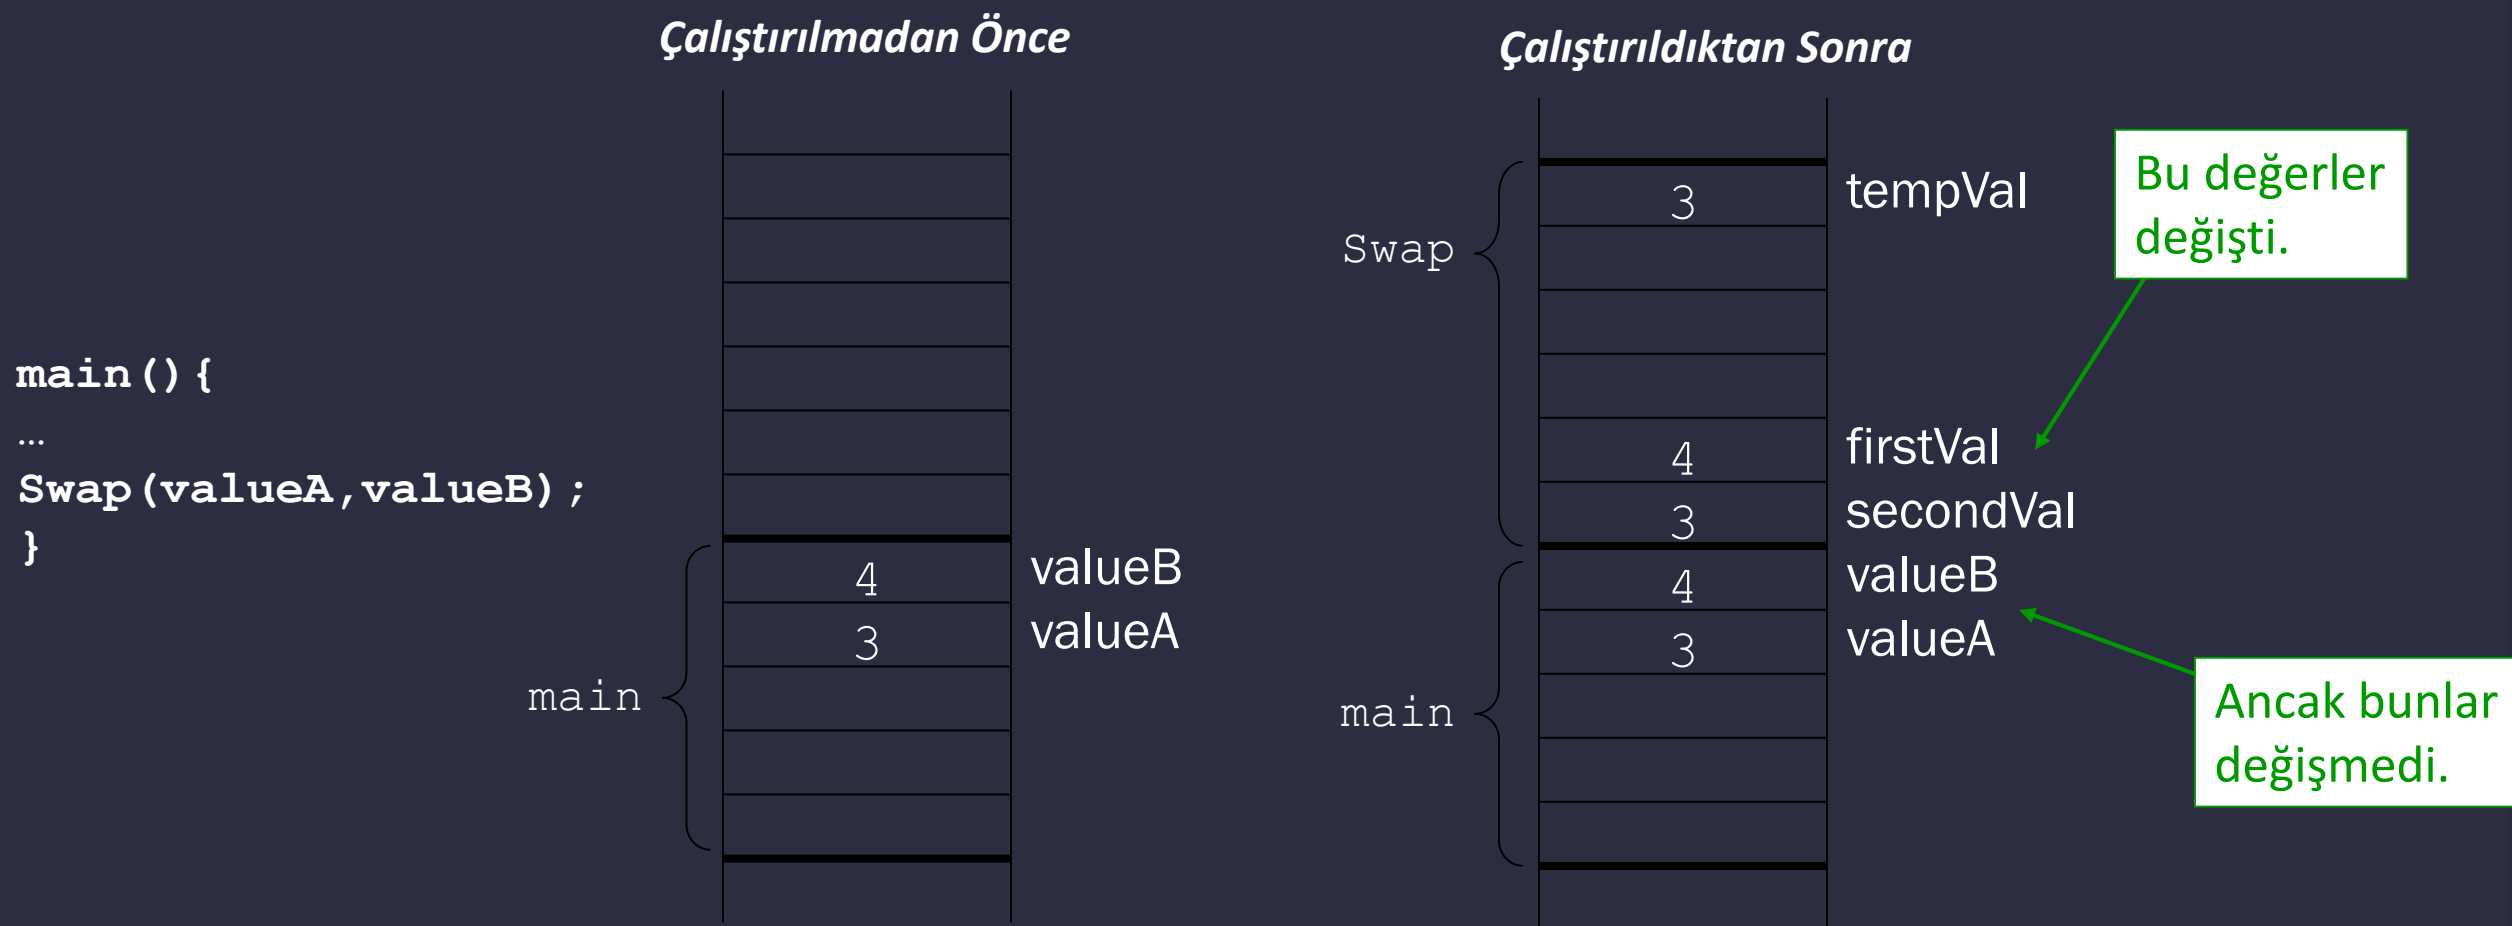 Çalıştırılmadan Önce
Çalıştırıldıktan Sonra
main(){
…
Swap(valueA,valueB);
}
4 valueB
3 valueA
main
3 tempVal
Swap
4 firstVal
3 secondVal
4 valueB
3 valueA
main
Bu değerler
değişti.
Ancak bunlar
değişmedi.